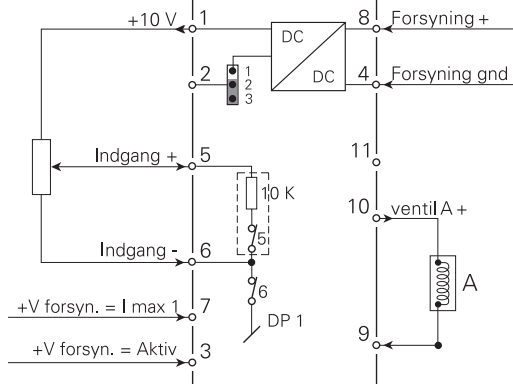 +10 V 1 DC 8 Forsyning +
2 1 DC 4 Forsyning gnd
2
3
11
Indgang + 5
10 K 10 ventil A +
5
Indgang - 6
6 A
+V forsyn. = I max 1 7 DP 1
9
+V forsyn. = Aktiv 3